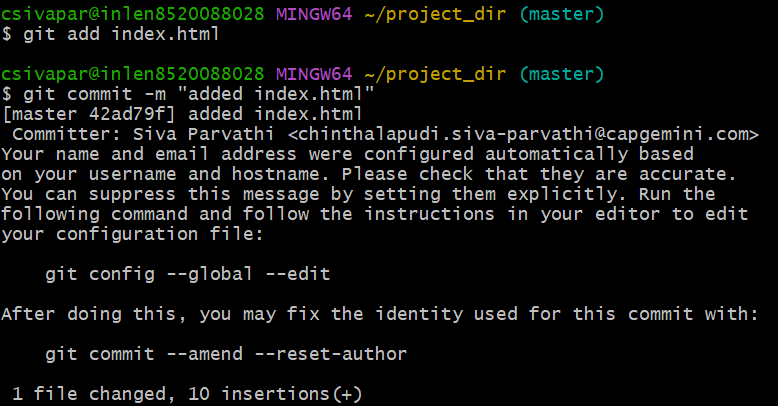 csivapar@inlen8520088028 MINGW64 ~/project_dir (master)
$ git add index.html
csivapar@inlen8520088028 MINGW64 ~/project_dir (master)
$ git commit -m "added index.html"
[master 42ad79f] added index.html
 Committer: Siva Parvathi <chinthalapudi.siva-parvathi@capgemini.com>
Your name and email address were configured automatically based
on your username and hostname. Please check that they are accurate.
You can suppress this message by setting them explicitly. Run the
following command and follow the instructions in your editor to edit
your configuration file:
    git config --global --edit
After doing this, you may fix the identity used for this commit with:
    git commit --amend --reset-author
 1 file changed, 10 insertions(+)